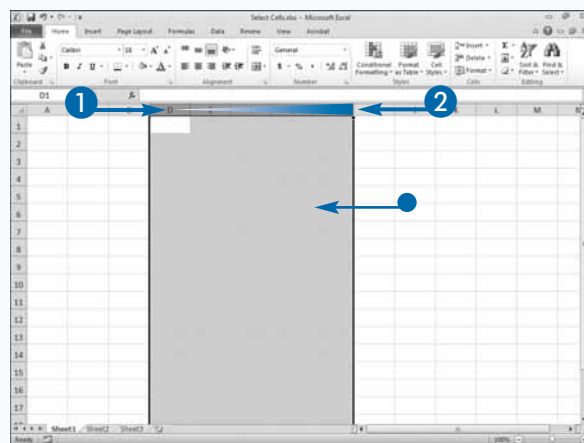 Select Cells.xlsx - Microsoft Excel
File Home Insert Page Layout Formulas Data Review View Acrobat
Calibri 18 General Insert
Paste B I U $ % Conditional Format Cell Delete Sort & Find &
Formatting as Table Styles Format Filter Select
Clipboard Font Alignment Number Styles Cells Editing
D1 fx
1 2
A D K L M N
1
2
3
4
5
6
7
8
9
10
11
12
13
14
15
16
17
Sheet1 Sheet2 Sheet3
Ready 100%